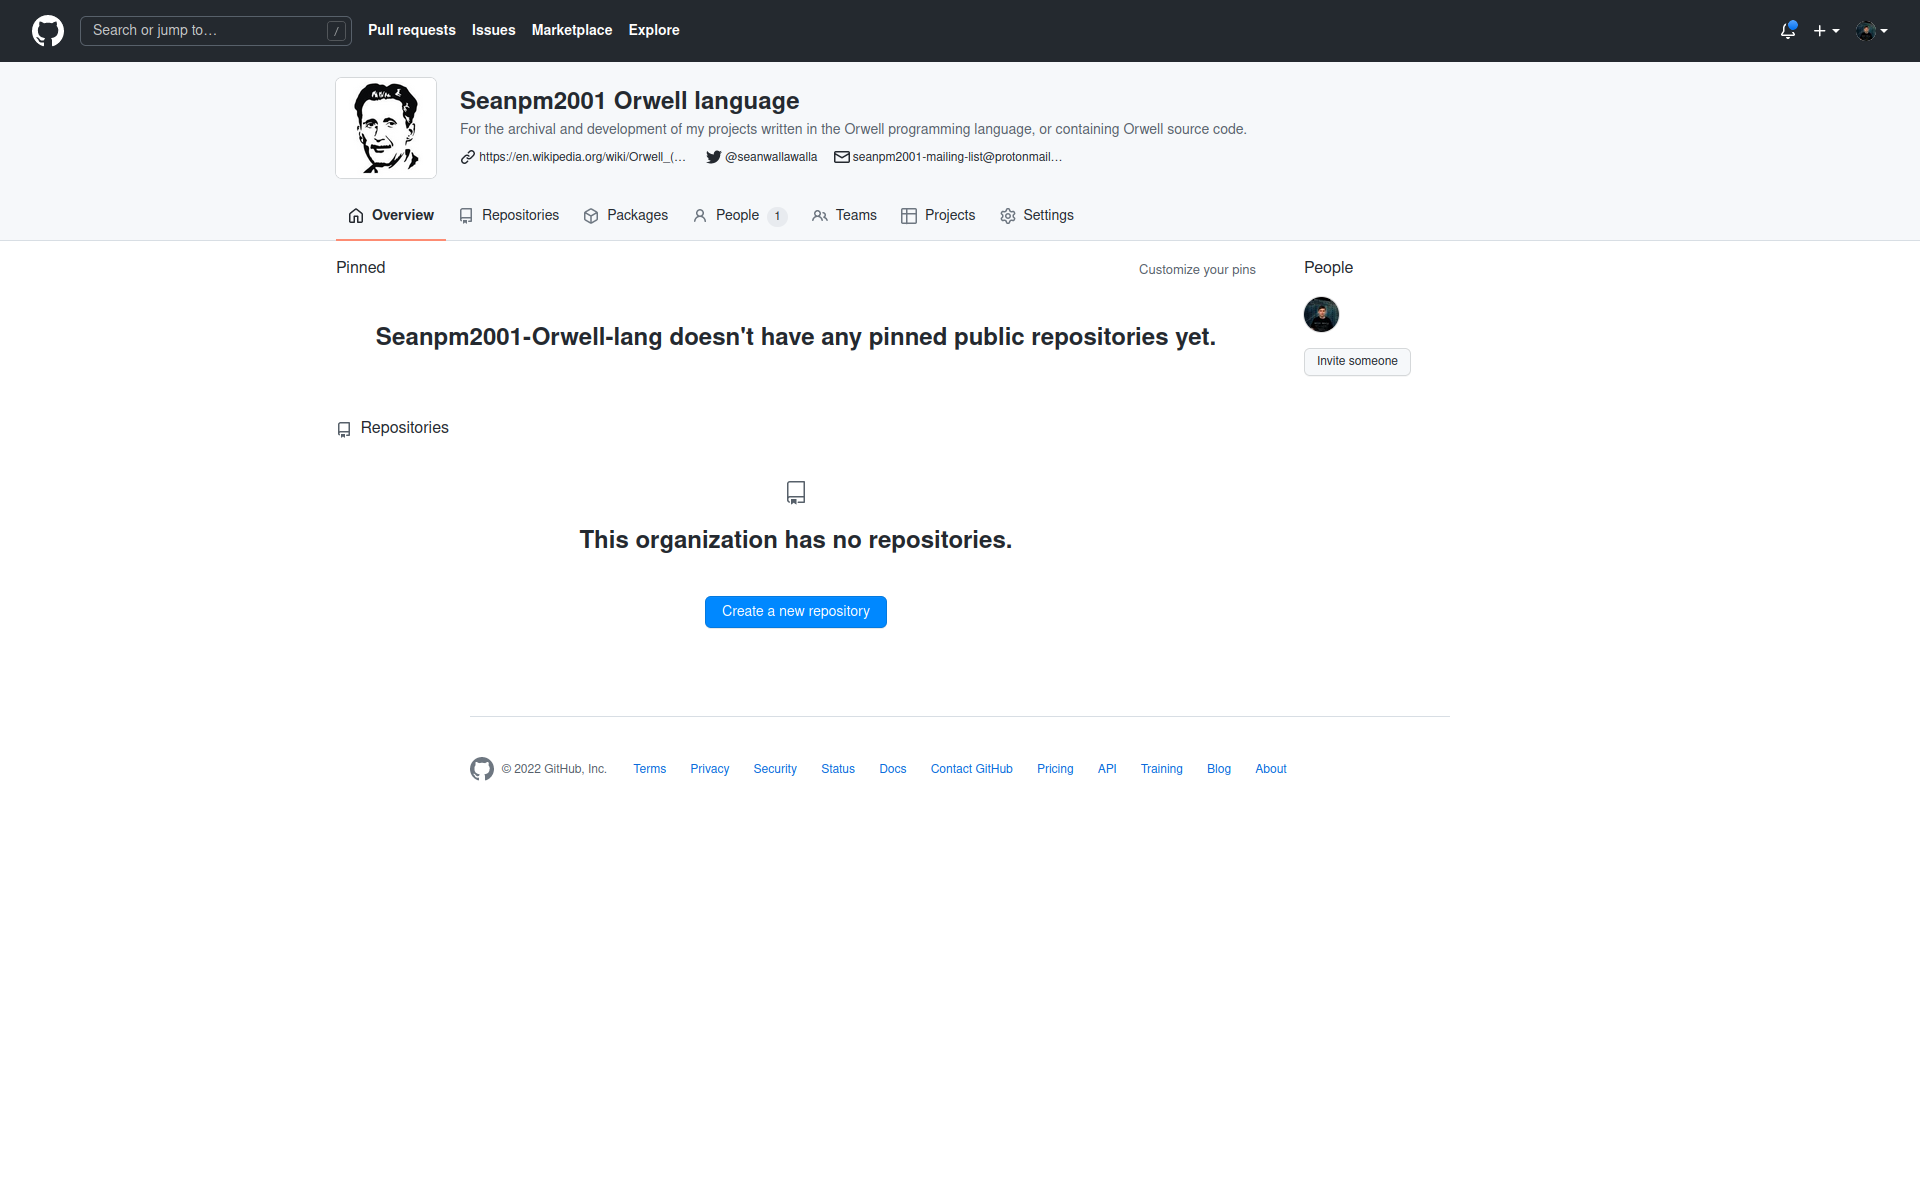 Search or jump to…
/
Pull requests
Issues
Marketplace
Explore
Seanpm2001 Orwell language
For the archival and development of my projects written in the Orwell programming language, or containing Orwell source code.
https://en.wikipedia.org/wiki/Orwell_(…
@seanwallawalla
seanpm2001-mailing-list@protonmail…
Overview
Repositories
Packages
People 1
Teams
Projects
Settings
Pinned
Customize your pins
Seanpm2001-Orwell-lang doesn't have any pinned public repositories yet.
People
Invite someone
Repositories
This organization has no repositories.
Create a new repository
© 2022 GitHub, Inc.
Terms
Privacy
Security
Status
Docs
Contact GitHub
Pricing
API
Training
Blog
About